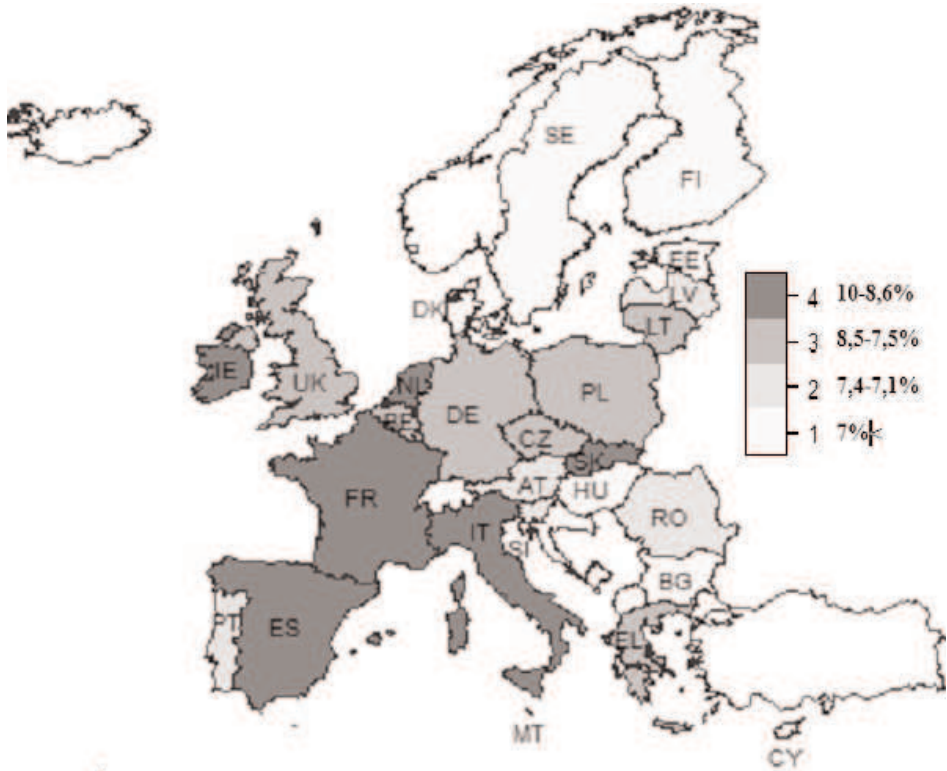 SE
FI
EE
DK
LV
LT
IE
UK
NL
BE
DE
PL
CZ
SK
FR
AT
HU
IT
SI
RO
BG
PT
ES
EL
MT
CY
4 10-8,6%
3 8,5-7,5%
2 7,4-7,1%
1 7%<